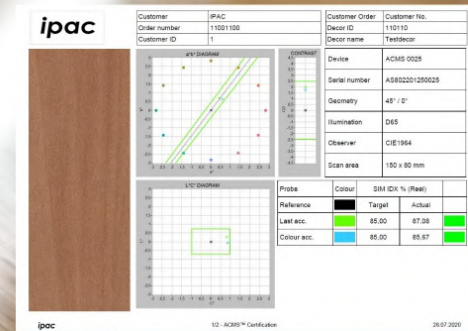 ipac
Customer IPAC Customer Order Customer No.
Order number 11001100 Decor ID 110110
Customer ID 1 Decor name Testdecor
a*b* DIAGRAM
CONTRAST
Device ACMS 0025
Serial number AS802201250025
Geometry 45° / 0°
Illumination D65
Observer CIE1964
Scan area 150 x 80 mm
L*C* DIAGRAM
Probe Colour SIM IDX % (Reel)
Reference Target Actual
Last acc. 85,00 87,08
Colour acc. 85,00 85,67
ipac 1/2 - ACMS™ Certification 26.07.2020